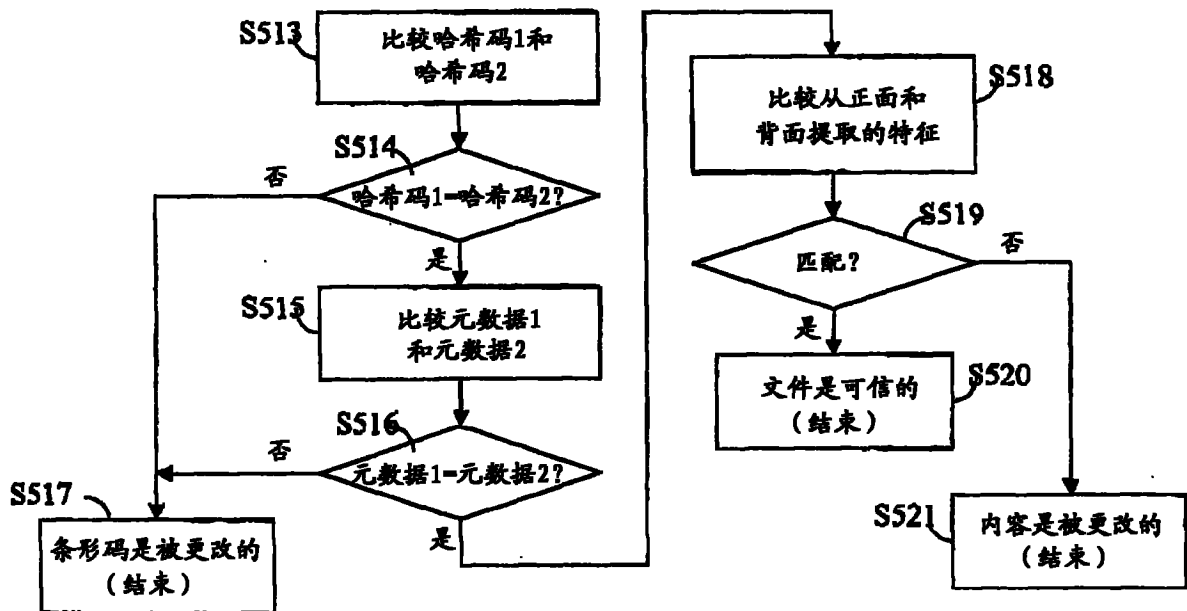 S513
比较哈希码1和
哈希码2
S514
哈希码1=哈希码2?
否
是
S515
比较元数据1
和元数据2
S516
元数据1=元数据2?
否
是
S517
条形码是被更改的
（结束）
S518
比较从正面和
背面提取的特征
S519
匹配?
否
是
S520
文件是可信的
（结束）
S521
内容是被更改的
（结束）